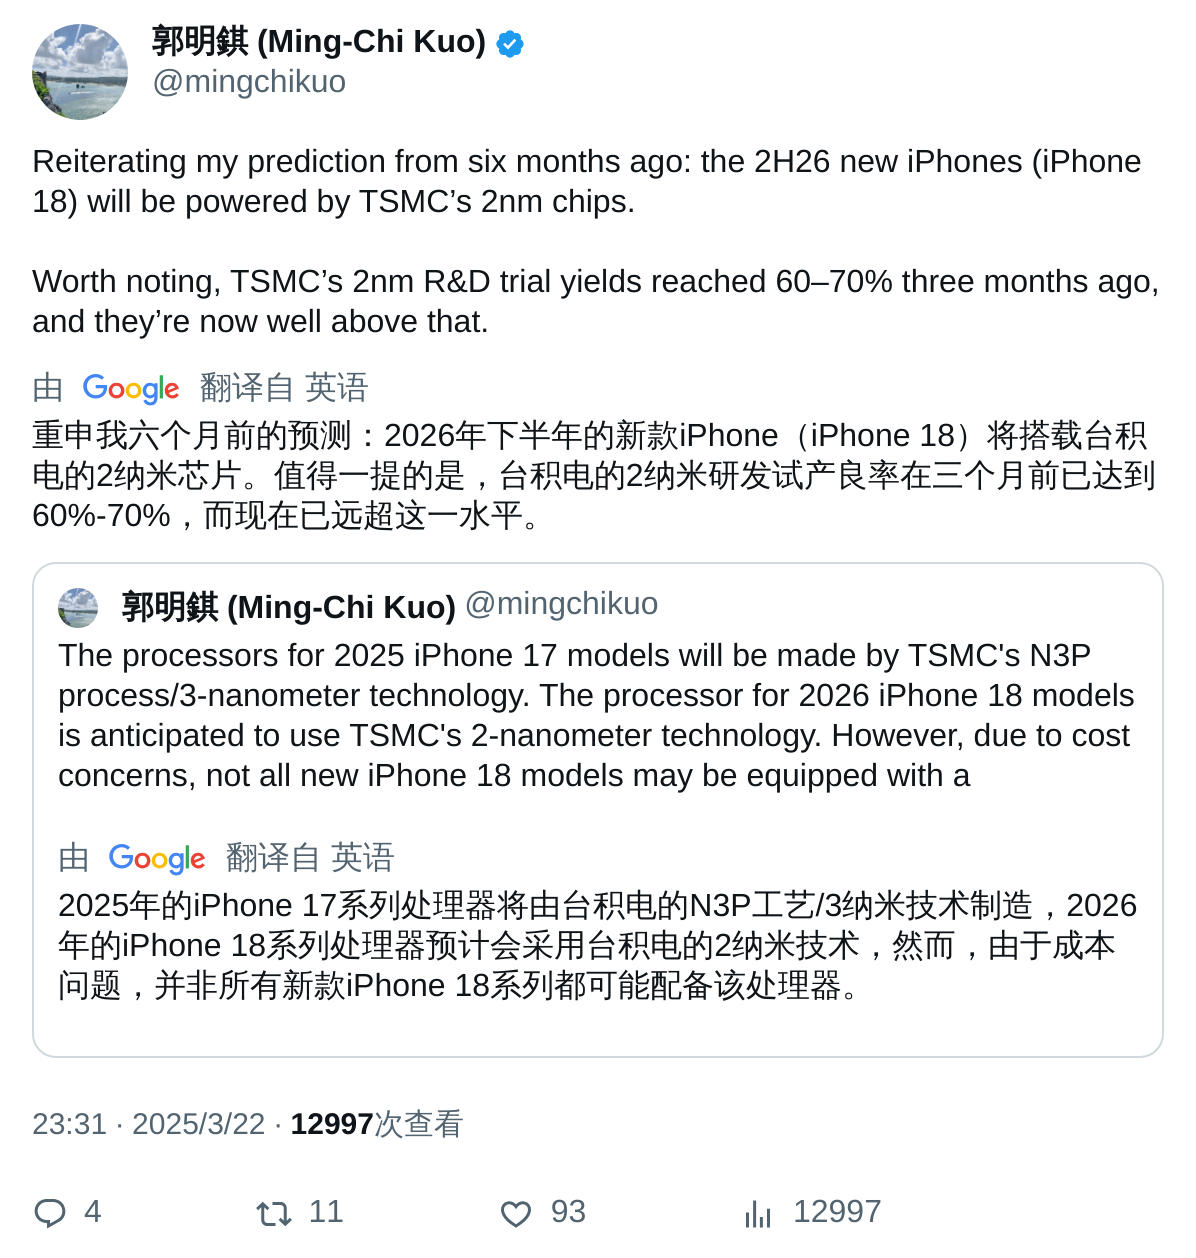 郭明錤 (Ming-Chi Kuo)
@mingchikuo
Reiterating my prediction from six months ago: the 2H26 new iPhones (iPhone
18) will be powered by TSMC’s 2nm chips.
Worth noting, TSMC’s 2nm R&D trial yields reached 60–70% three months ago,
and they’re now well above that.
由 Google 翻译自 英语
重申我六个月前的预测：2026年下半年的新款iPhone（iPhone 18）将搭载台积
电的2纳米芯片。值得一提的是，台积电的2纳米研发试产良率在三个月前已达到
60%-70%，而现在已远超这一水平。
郭明錤 (Ming-Chi Kuo) @mingchikuo
The processors for 2025 iPhone 17 models will be made by TSMC's N3P
process/3-nanometer technology. The processor for 2026 iPhone 18 models
is anticipated to use TSMC's 2-nanometer technology. However, due to cost
concerns, not all new iPhone 18 models may be equipped with a
由 Google 翻译自 英语
2025年的iPhone 17系列处理器将由台积电的N3P工艺/3纳米技术制造，2026
年的iPhone 18系列处理器预计会采用台积电的2纳米技术，然而，由于成本
问题，并非所有新款iPhone 18系列都可能配备该处理器。
23:31 · 2025/3/22 · 12997次查看
4 11 93 12997